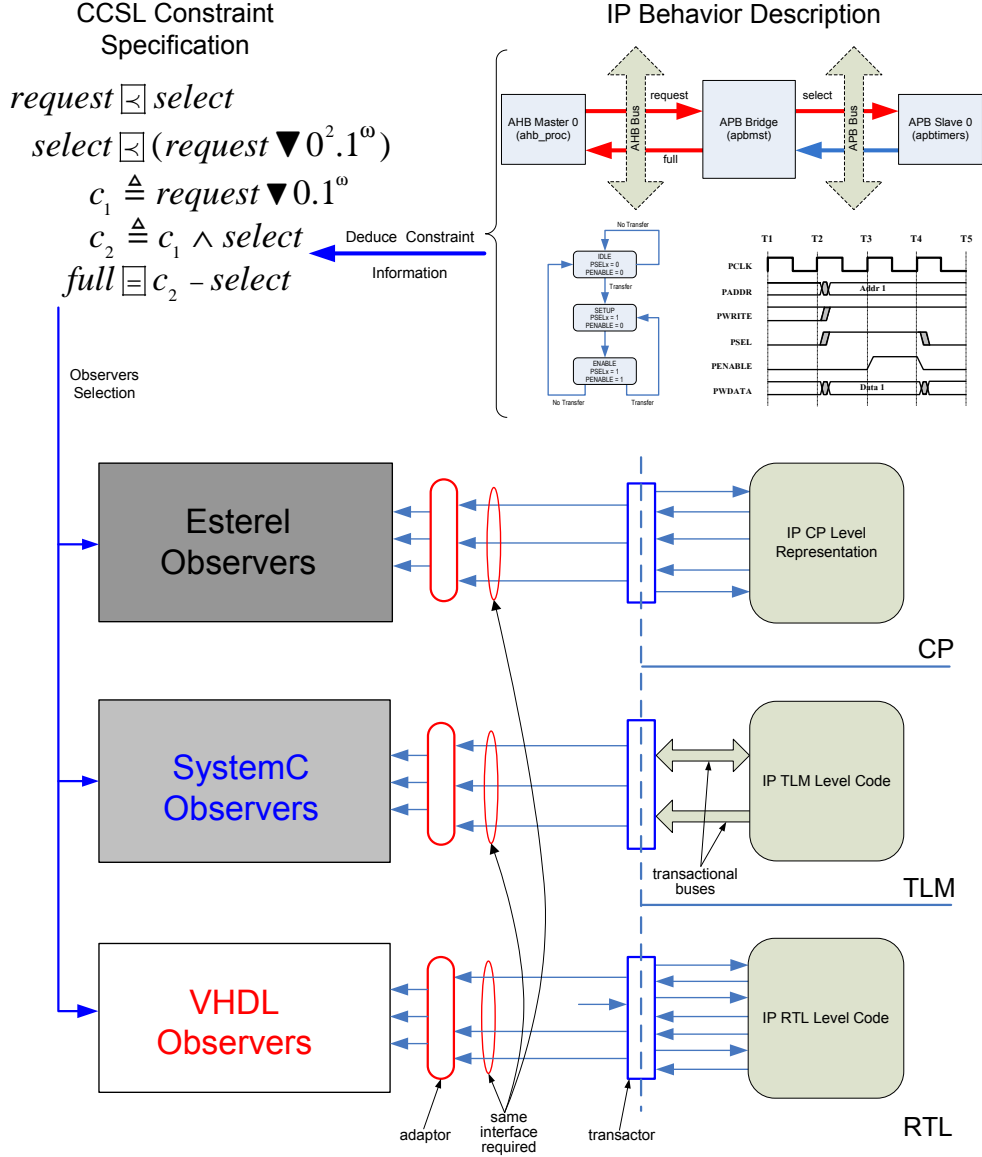 CCSL Constraint
Specification
IP Behavior Description
request ≺ select
select ≺ (request ▼ 0².1^ω)
c₁ ≜ request ▼ 0.1^ω
c₂ ≜ c₁ ∧ select
full = c₂ − select
Deduce Constraint
Information
AHB Master 0
(ahb_proc)
AHB Bus
request
full
APB Bridge
(apbmst)
select
APB Bus
APB Slave 0
(apbtimers)
No Transfer
IDLE
PSELx = 0
PENABLE = 0
Transfer
SETUP
PSELx = 1
PENABLE = 0
ENABLE
PSELx = 1
PENABLE = 1
No Transfer
Transfer
T1 T2 T3 T4 T5
PCLK
PADDR
Addr 1
PWRITE
PSEL
PENABLE
PWDATA
Data 1
Observers
Selection
Esterel
Observers
IP CP Level
Representation
CP
SystemC
Observers
IP TLM Level Code
transactional
buses
TLM
VHDL
Observers
IP RTL Level Code
adaptor
same
interface
required
transactor
RTL